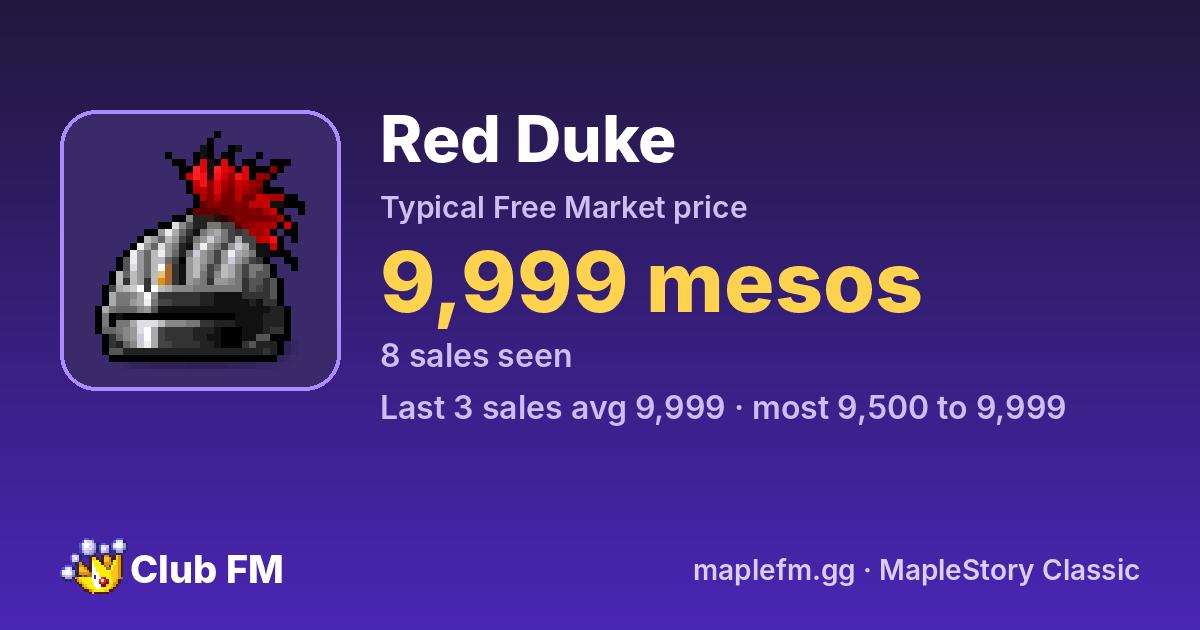 Red Duke
Typical Free Market price
9,999 mesos
8 sales seen
Last 3 sales avg 9,999 · most 9,500 to 9,999
Club FM
maplefm.gg · MapleStory Classic